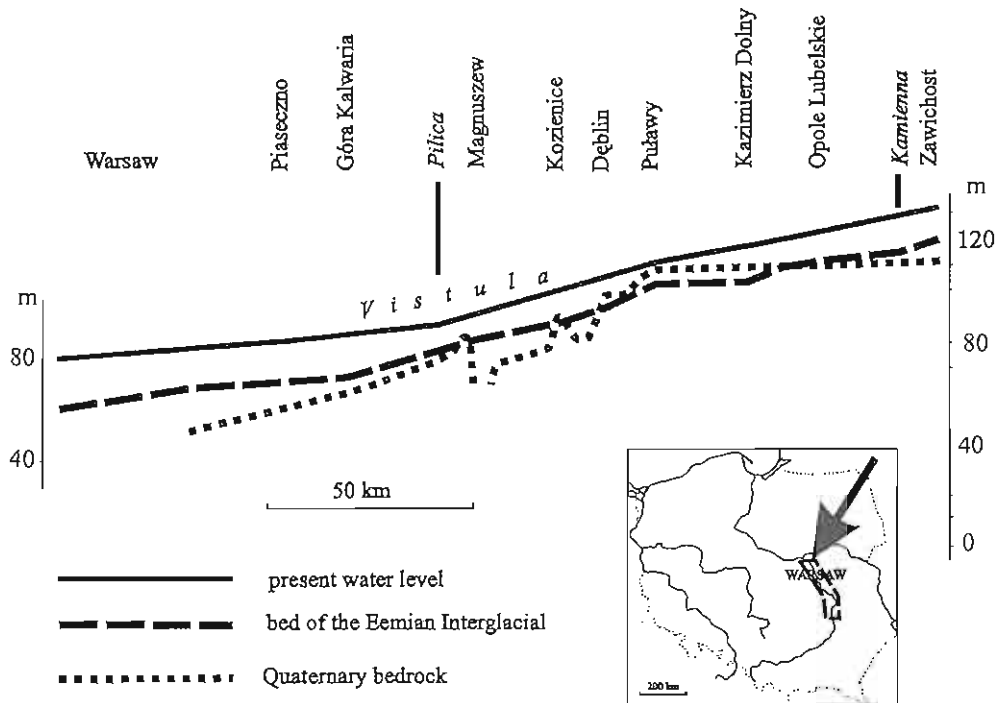 Warsaw
Piaseczno
Góra Kalwaria
Pilica
Magnuszew
Kozienice
Dęblin
Puławy
Kazimierz Dolny
Opole Lubelskie
Kamienna
Zawichost
m
120
80
40
0
m
80
40
Vistula
50 km
present water level
bed of the Eemian Interglacial
Quaternary bedrock
WARSAW
200 km